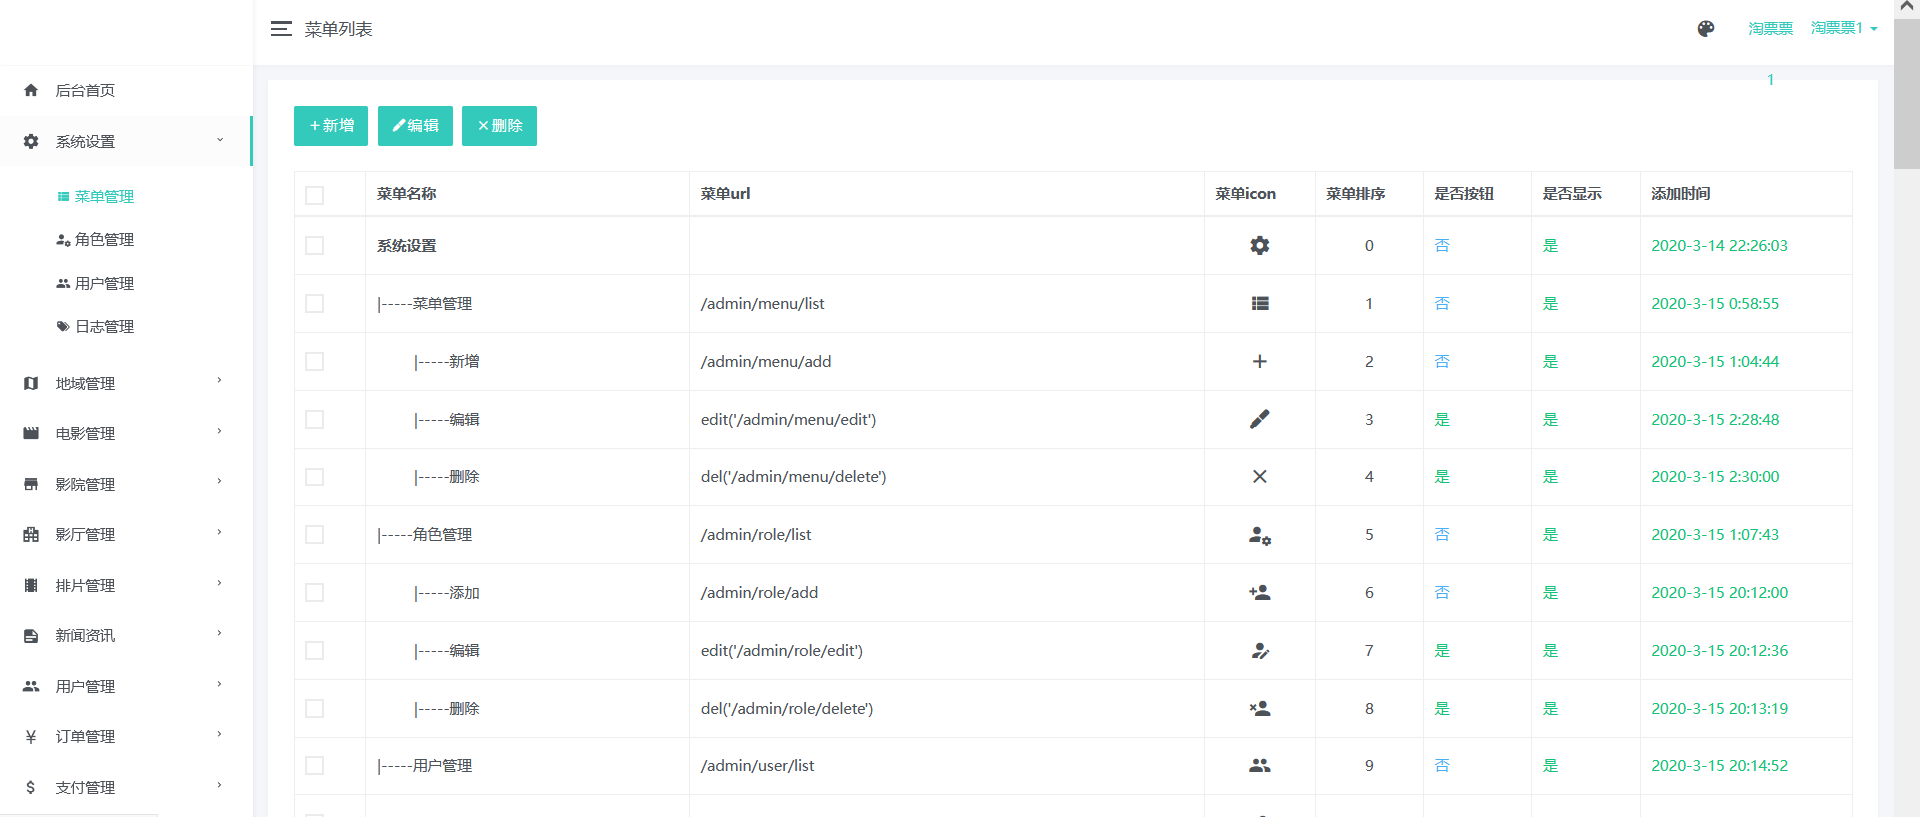 菜单列表
淘票票
淘票票1
1
后台首页
系统设置
菜单管理
角色管理
用户管理
日志管理
地域管理
电影管理
影院管理
影厅管理
排片管理
新闻资讯
用户管理
订单管理
支付管理
+新增 编辑 ×删除
菜单名称 菜单url 菜单icon 菜单排序 是否按钮 是否显示 添加时间
系统设置 0 否 是 2020-3-14 22:26:03
|-----菜单管理 /admin/menu/list 1 否 是 2020-3-15 0:58:55
|-----新增 /admin/menu/add 2 否 是 2020-3-15 1:04:44
|-----编辑 edit('/admin/menu/edit') 3 是 是 2020-3-15 2:28:48
|-----删除 del('/admin/menu/delete') 4 是 是 2020-3-15 2:30:00
|-----角色管理 /admin/role/list 5 否 是 2020-3-15 1:07:43
|-----添加 /admin/role/add 6 否 是 2020-3-15 20:12:00
|-----编辑 edit('/admin/role/edit') 7 是 是 2020-3-15 20:12:36
|-----删除 del('/admin/role/delete') 8 是 是 2020-3-15 20:13:19
|-----用户管理 /admin/user/list 9 否 是 2020-3-15 20:14:52